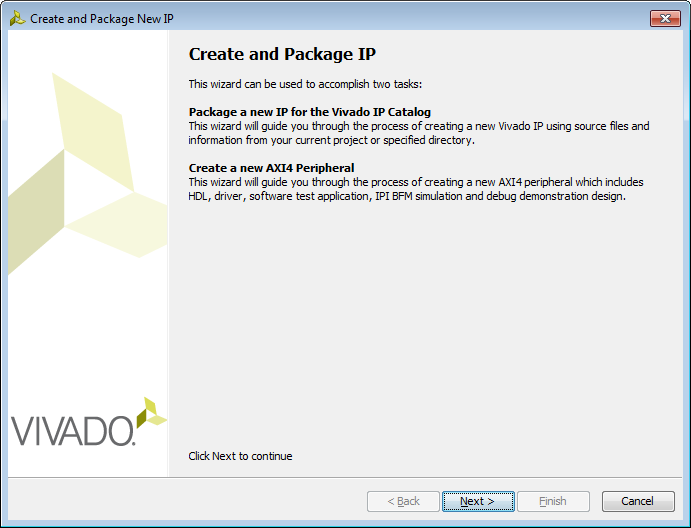 Create and Package New IP
Create and Package IP
This wizard can be used to accomplish two tasks:
Package a new IP for the Vivado IP Catalog
This wizard will guide you through the process of creating a new Vivado IP using source files and
information from your current project or specified directory.
Create a new AXI4 Peripheral
This wizard will guide you through the process of creating a new AXI4 peripheral which includes
HDL, driver, software test application, IPI BFM simulation and debug demonstration design.
VIVADO.
Click Next to continue
< Back
Next >
Finish
Cancel